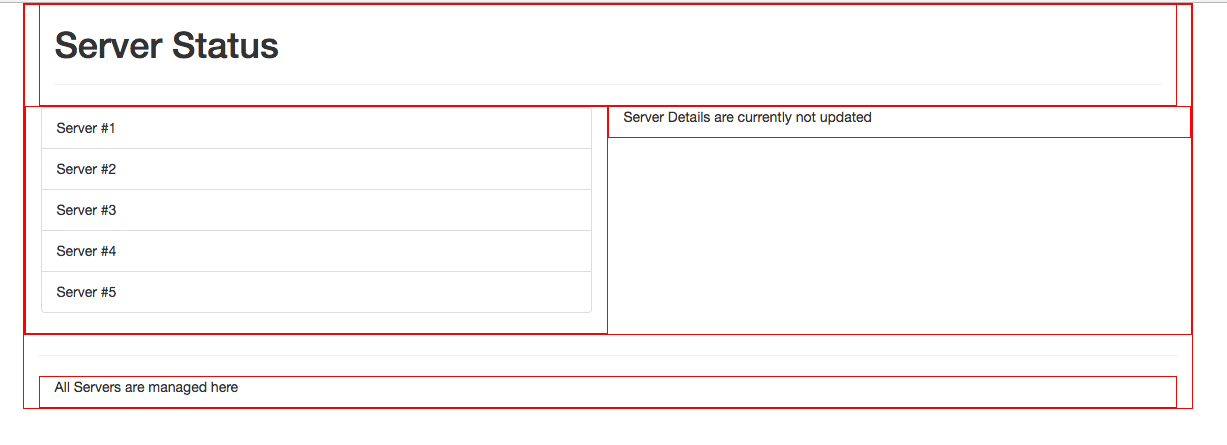 Server Status
Server #1
Server #2
Server #3
Server #4
Server #5
Server Details are currently not updated
All Servers are managed here